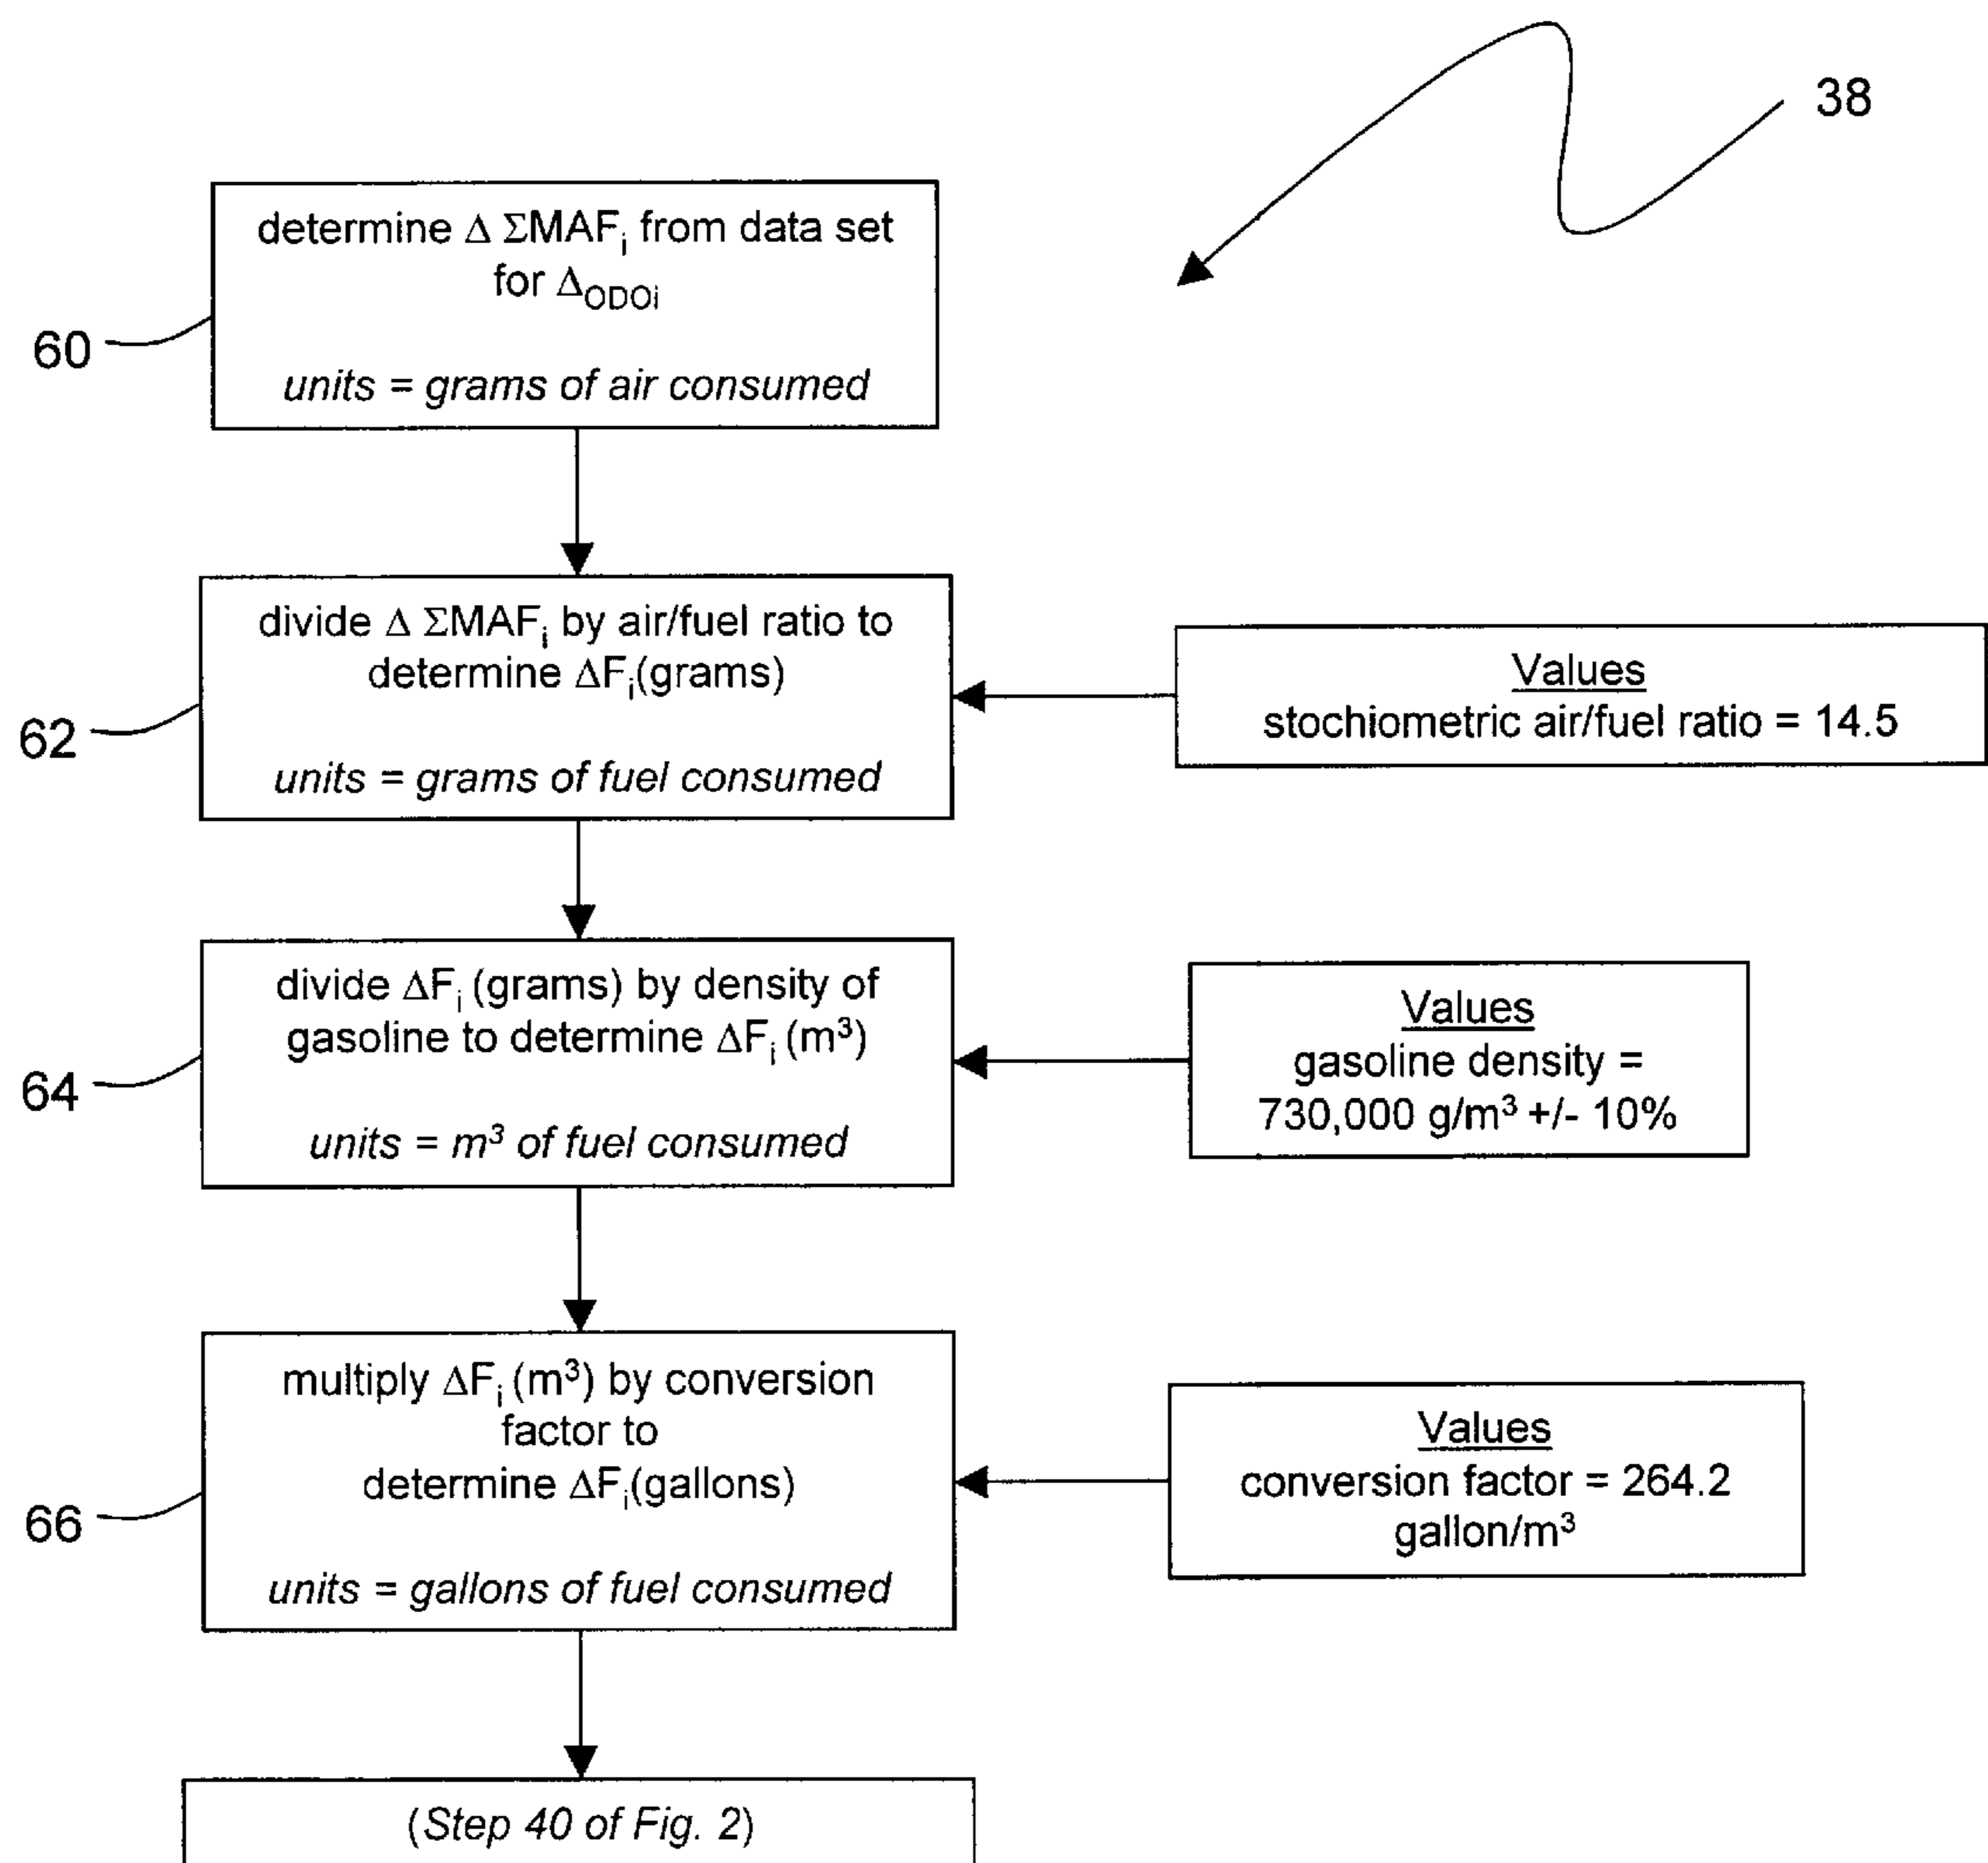 38
determine Δ ΣMAFᵢ from data set
for Δ_ODOi
60
units = grams of air consumed
divide Δ ΣMAFᵢ by air/fuel ratio to
determine ΔFᵢ(grams)
62
units = grams of fuel consumed
Values
stochiometric air/fuel ratio = 14.5
divide ΔFᵢ (grams) by density of
gasoline to determine ΔFᵢ (m³)
64
units = m³ of fuel consumed
Values
gasoline density =
730,000 g/m³ +/- 10%
multiply ΔFᵢ (m³) by conversion
factor to
determine ΔFᵢ(gallons)
66
units = gallons of fuel consumed
Values
conversion factor = 264.2
gallon/m³
(Step 40 of Fig. 2)